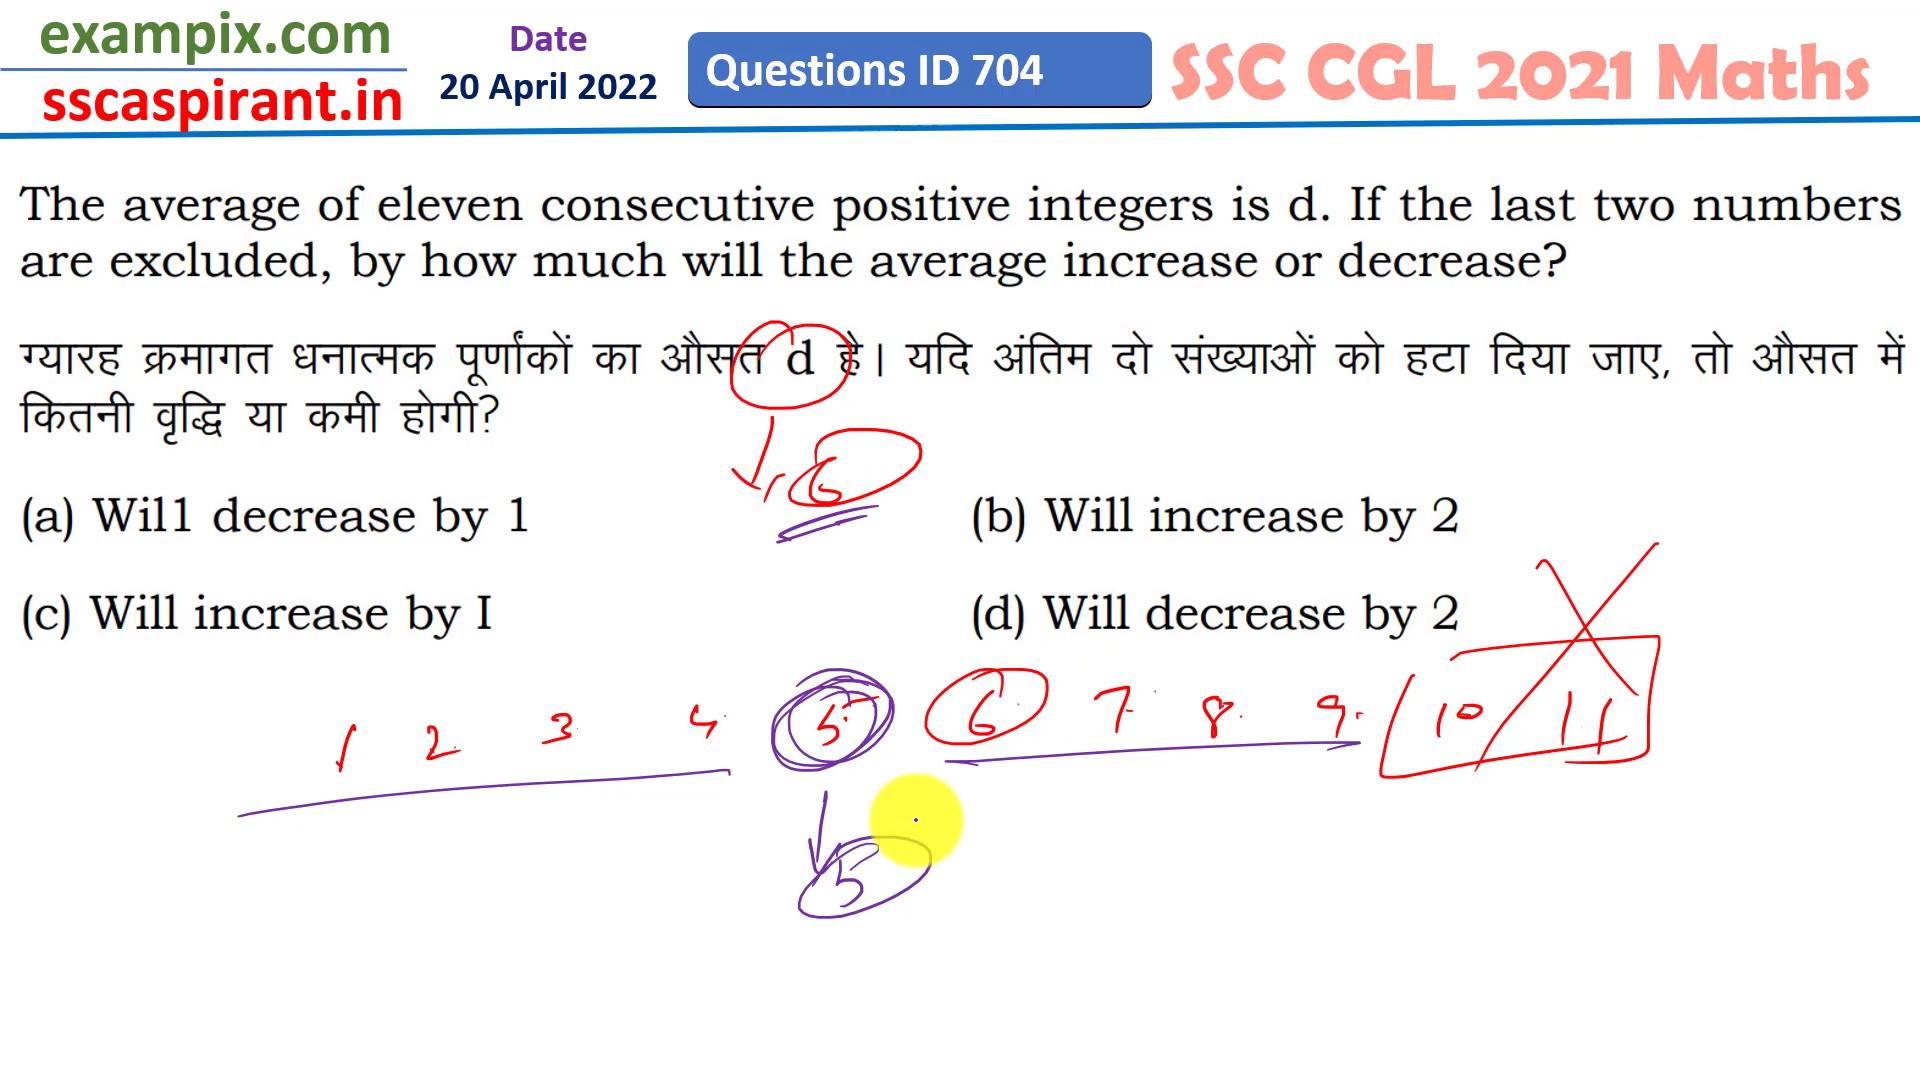 exampix.com
sscaspirant.in
Date
20 April 2022
Questions ID 704
SSC CGL 2021 Maths
The average of eleven consecutive positive integers is d. If the last two numbers
are excluded, by how much will the average increase or decrease?
ग्यारह क्रमागत धनात्मक पूर्णांकों का औसत d है। यदि अंतिम दो संख्याओं को हटा दिया जाए, तो औसत में
कितनी वृद्धि या कमी होगी?
6
(a) Wil1 decrease by 1
(b) Will increase by 2
(c) Will increase by I
(d) Will decrease by 2
1 2 3 4 5 6 7 8 9 10 11
5